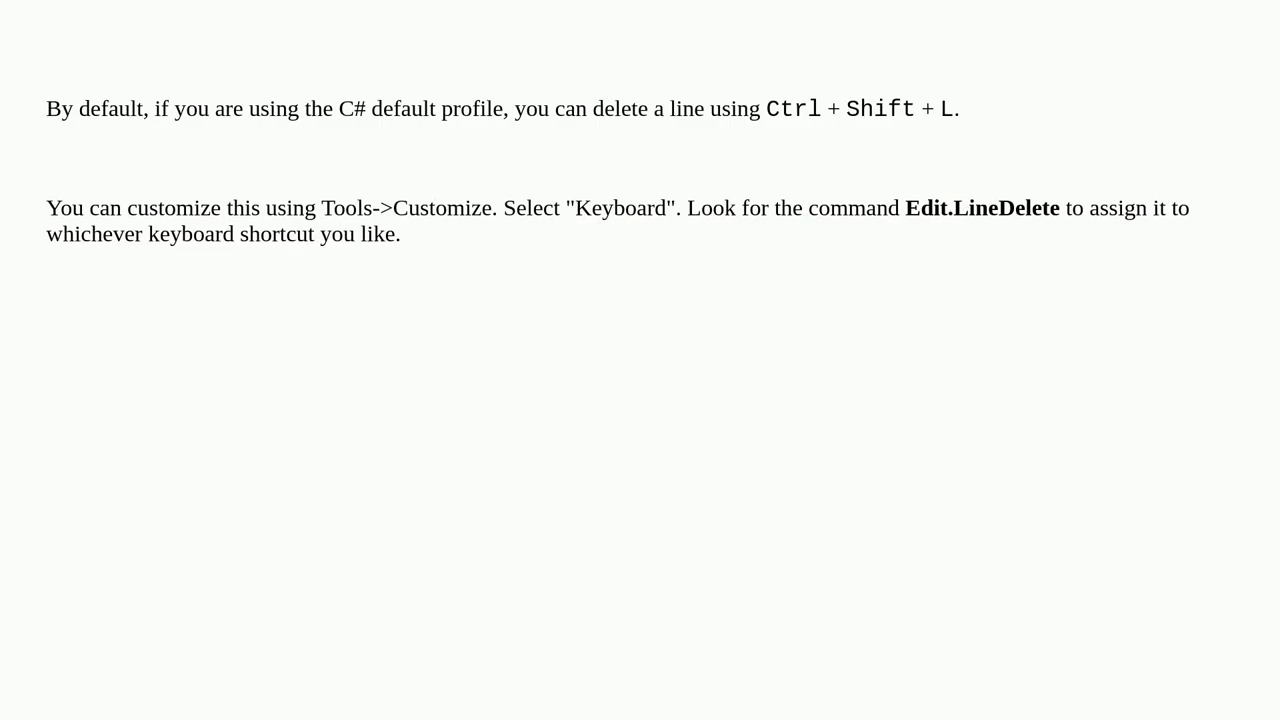 By default, if you are using the C# default profile, you can delete a line using Ctrl + Shift + L.
You can customize this using Tools->Customize. Select "Keyboard". Look for the command Edit.LineDelete to assign it to
whichever keyboard shortcut you like.